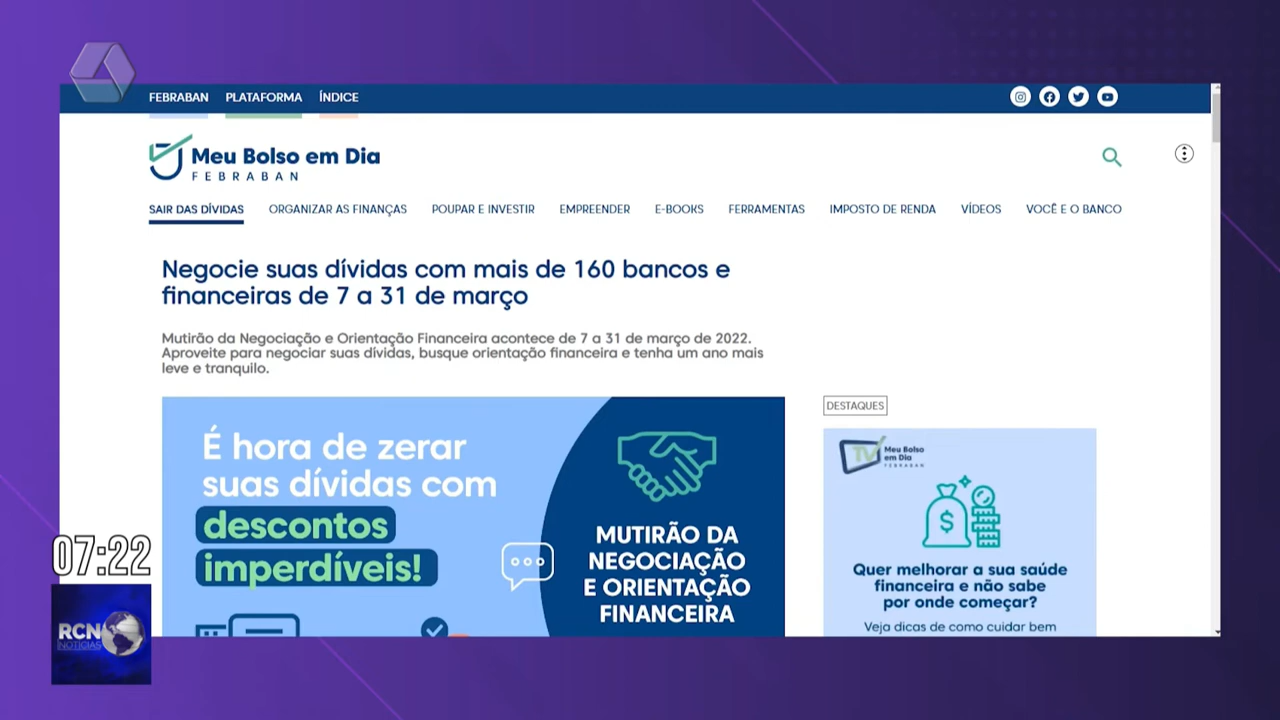 FEBRABAN PLATAFORMA ÍNDICE
Meu Bolso em Dia
FEBRABAN
SAIR DAS DÍVIDAS ORGANIZAR AS FINANÇAS POUPAR E INVESTIR EMPREENDER E-BOOKS FERRAMENTAS IMPOSTO DE RENDA VÍDEOS VOCÊ E O BANCO
Negocie suas dívidas com mais de 160 bancos e
financeiras de 7 a 31 de março
Mutirão da Negociação e Orientação Financeira acontece de 7 a 31 de março de 2022.
Aproveite para negociar suas dívidas, busque orientação financeira e tenha um ano mais
leve e tranquilo.
É hora de zerar
suas dívidas com
descontos
imperdíveis!
MUTIRÃO DA
NEGOCIAÇÃO
E ORIENTAÇÃO
FINANCEIRA
DESTAQUES
TV
Meu Bolso
em Dia
FEBRABAN
$
Quer melhorar a sua saúde
financeira e não sabe
por onde começar?
Veja dicas de como cuidar bem
07:22
RCN
NOTÍCIAS